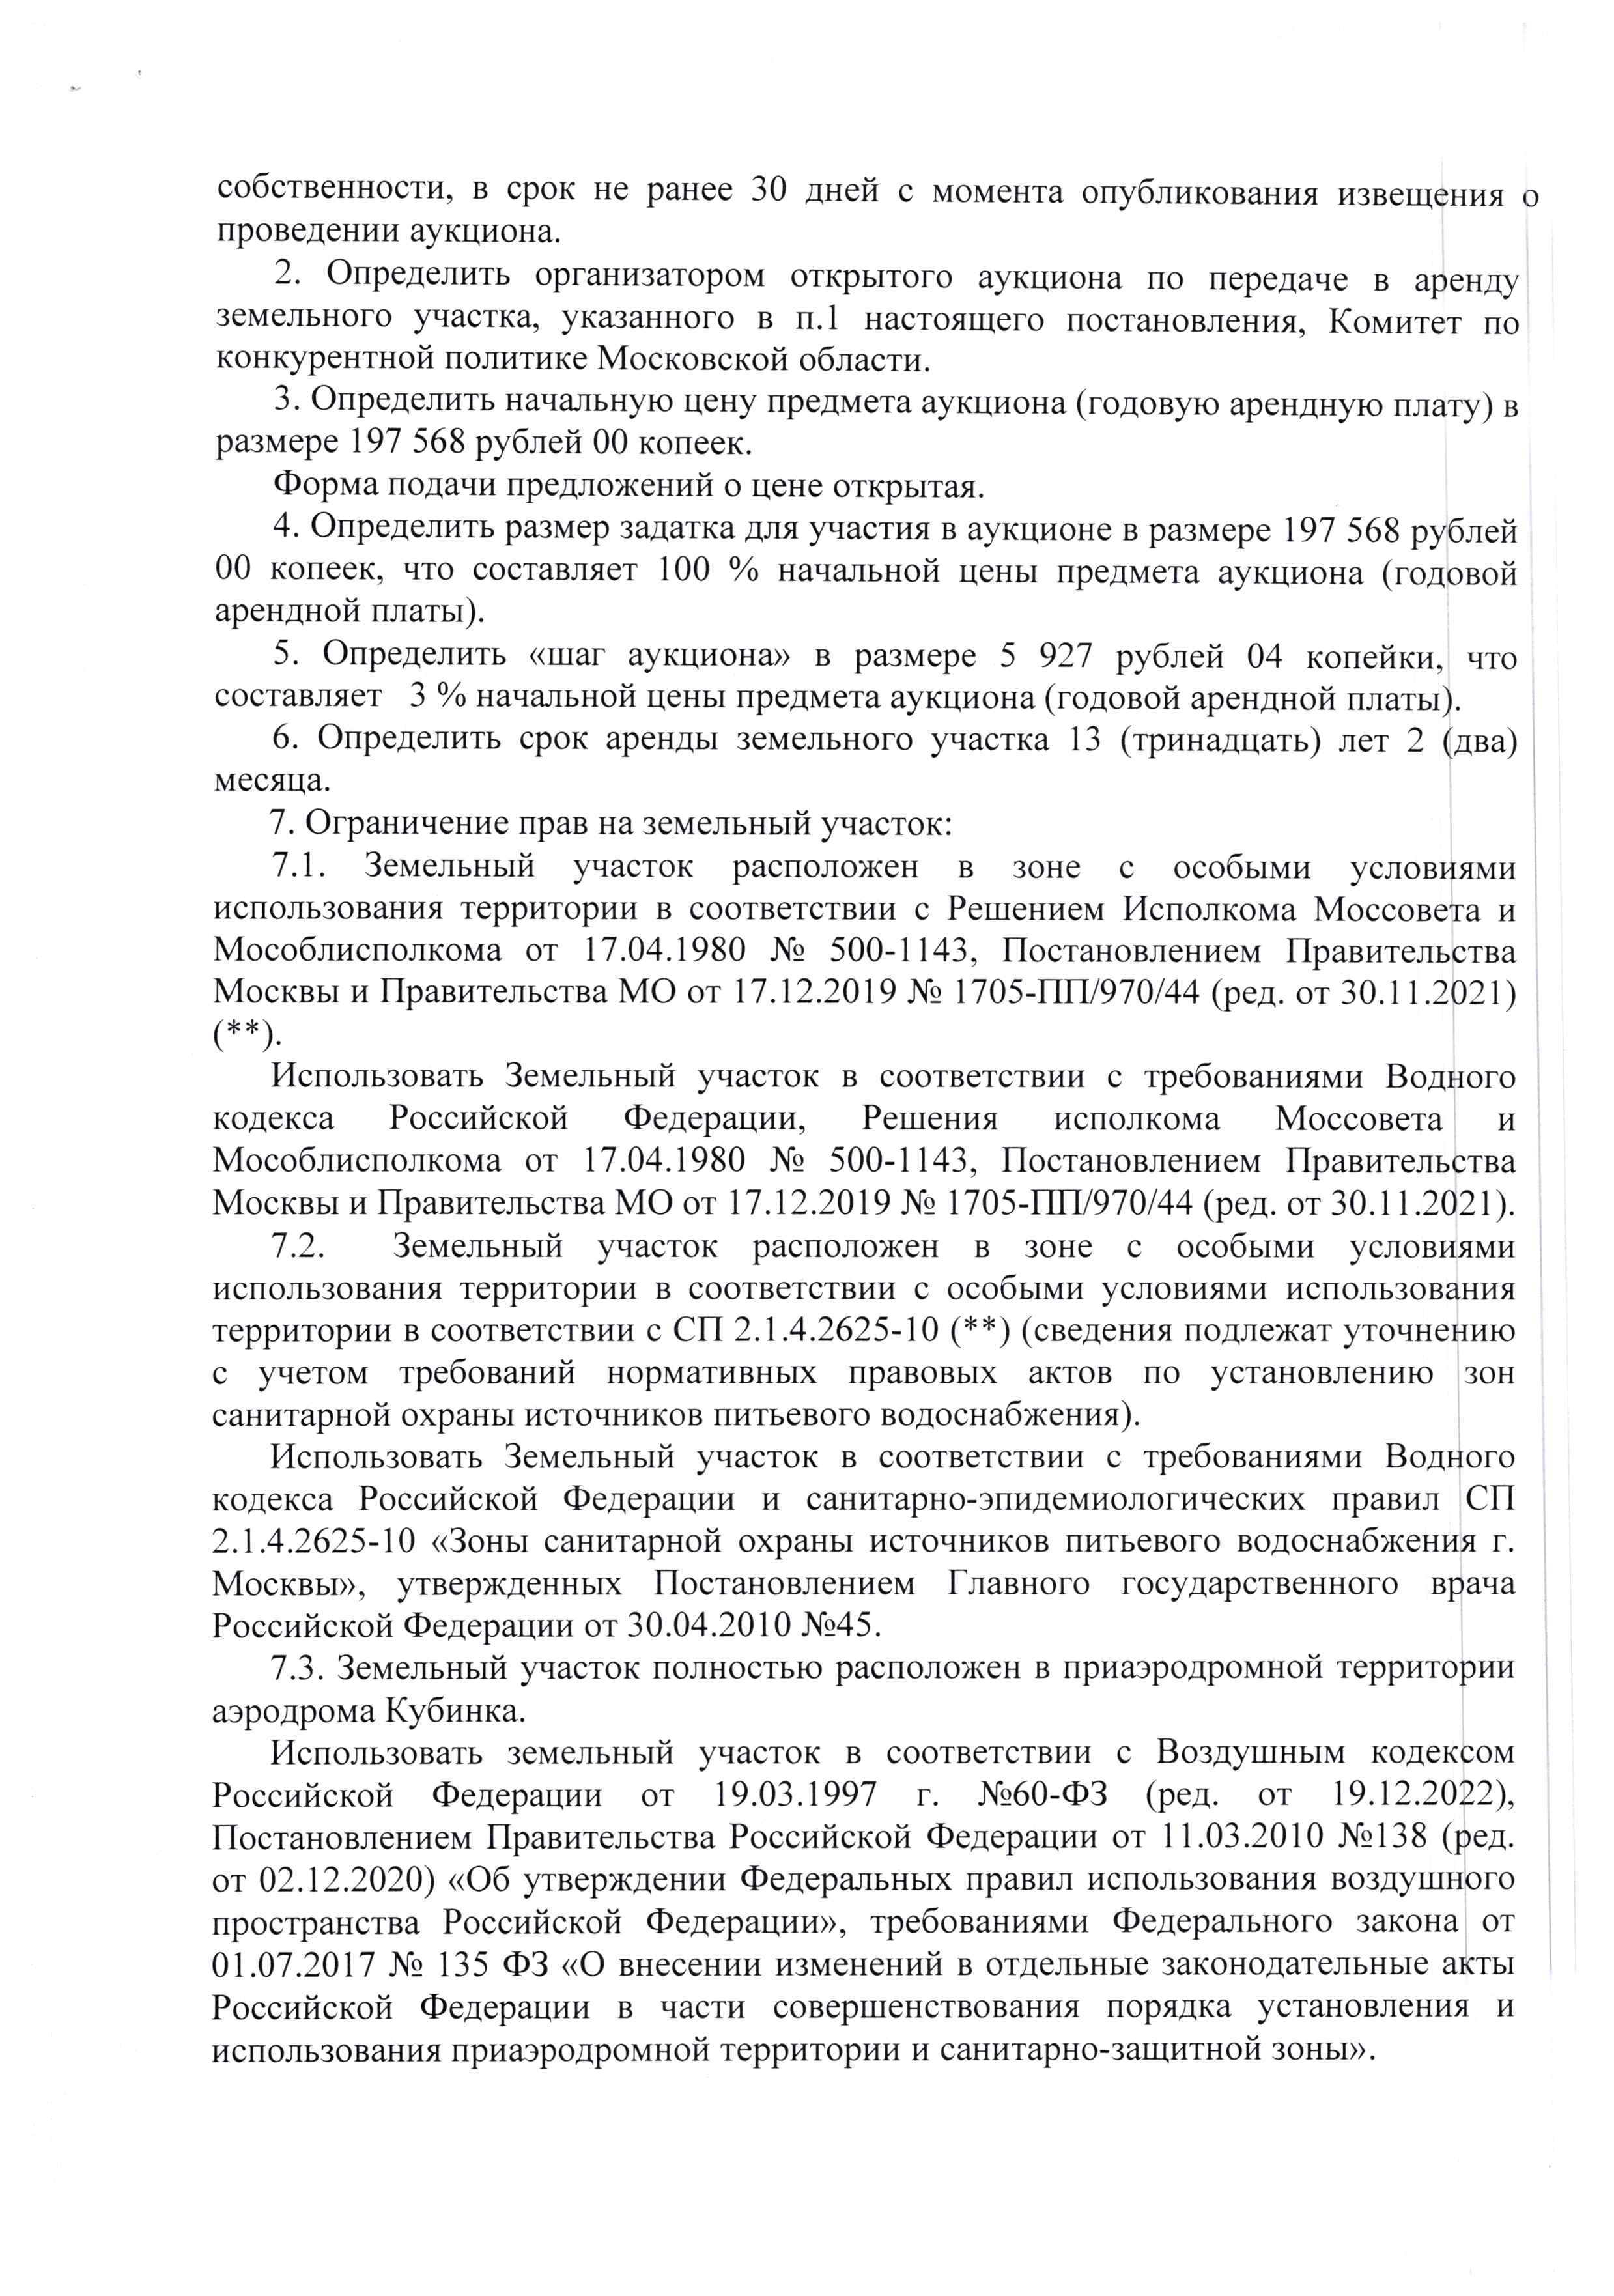 собственности, в срок не ранее 30 дней с момента опубликования извещения о
проведении аукциона.
2. Определить организатором открытого аукциона по передаче в аренду
земельного участка, указанного в п.1 настоящего постановления, Комитет по
конкурентной политике Московской области.
3. Определить начальную цену предмета аукциона (годовую арендную плату) в
размере 197 568 рублей 00 копеек.
Форма подачи предложений о цене открытая.
4. Определить размер задатка для участия в аукционе в размере 197 568 рублей
00 копеек, что составляет 100 % начальной цены предмета аукциона (годовой
арендной платы).
5. Определить «шаг аукциона» в размере 5 927 рублей 04 копейки, что
составляет 3 % начальной цены предмета аукциона (годовой арендной платы).
6. Определить срок аренды земельного участка 13 (тринадцать) лет 2 (два)
месяца.
7. Ограничение прав на земельный участок:
7.1. Земельный участок расположен в зоне с особыми условиями
использования территории в соответствии с Решением Исполкома Моссовета и
Мособлисполкома от 17.04.1980 № 500-1143, Постановлением Правительства
Москвы и Правительства МО от 17.12.2019 № 1705-ПП/970/44 (ред. от 30.11.2021)
(**).
Использовать Земельный участок в соответствии с требованиями Водного
кодекса Российской Федерации, Решения исполкома Моссовета и
Мособлисполкома от 17.04.1980 № 500-1143, Постановлением Правительства
Москвы и Правительства МО от 17.12.2019 № 1705-ПП/970/44 (ред. от 30.11.2021).
7.2. Земельный участок расположен в зоне с особыми условиями
использования территории в соответствии с особыми условиями использования
территории в соответствии с СП 2.1.4.2625-10 (**) (сведения подлежат уточнению
с учетом требований нормативных правовых актов по установлению зон
санитарной охраны источников питьевого водоснабжения).
Использовать Земельный участок в соответствии с требованиями Водного
кодекса Российской Федерации и санитарно-эпидемиологических правил СП
2.1.4.2625-10 «Зоны санитарной охраны источников питьевого водоснабжения г.
Москвы», утвержденных Постановлением Главного государственного врача
Российской Федерации от 30.04.2010 №45.
7.3. Земельный участок полностью расположен в приаэродромной территории
аэродрома Кубинка.
Использовать земельный участок в соответствии с Воздушным кодексом
Российской Федерации от 19.03.1997 г. №60-ФЗ (ред. от 19.12.2022),
Постановлением Правительства Российской Федерации от 11.03.2010 №138 (ред.
от 02.12.2020) «Об утверждении Федеральных правил использования воздушного
пространства Российской Федерации», требованиями Федерального закона от
01.07.2017 № 135 ФЗ «О внесении изменений в отдельные законодательные акты
Российской Федерации в части совершенствования порядка установления и
использования приаэродромной территории и санитарно-защитной зоны».